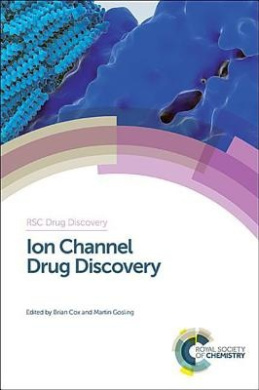 RSC Drug Discovery
Ion Channel
Drug Discovery
Edited by Brian Cox and Martin Gosling
ROYAL SOCIETY
OF CHEMISTRY